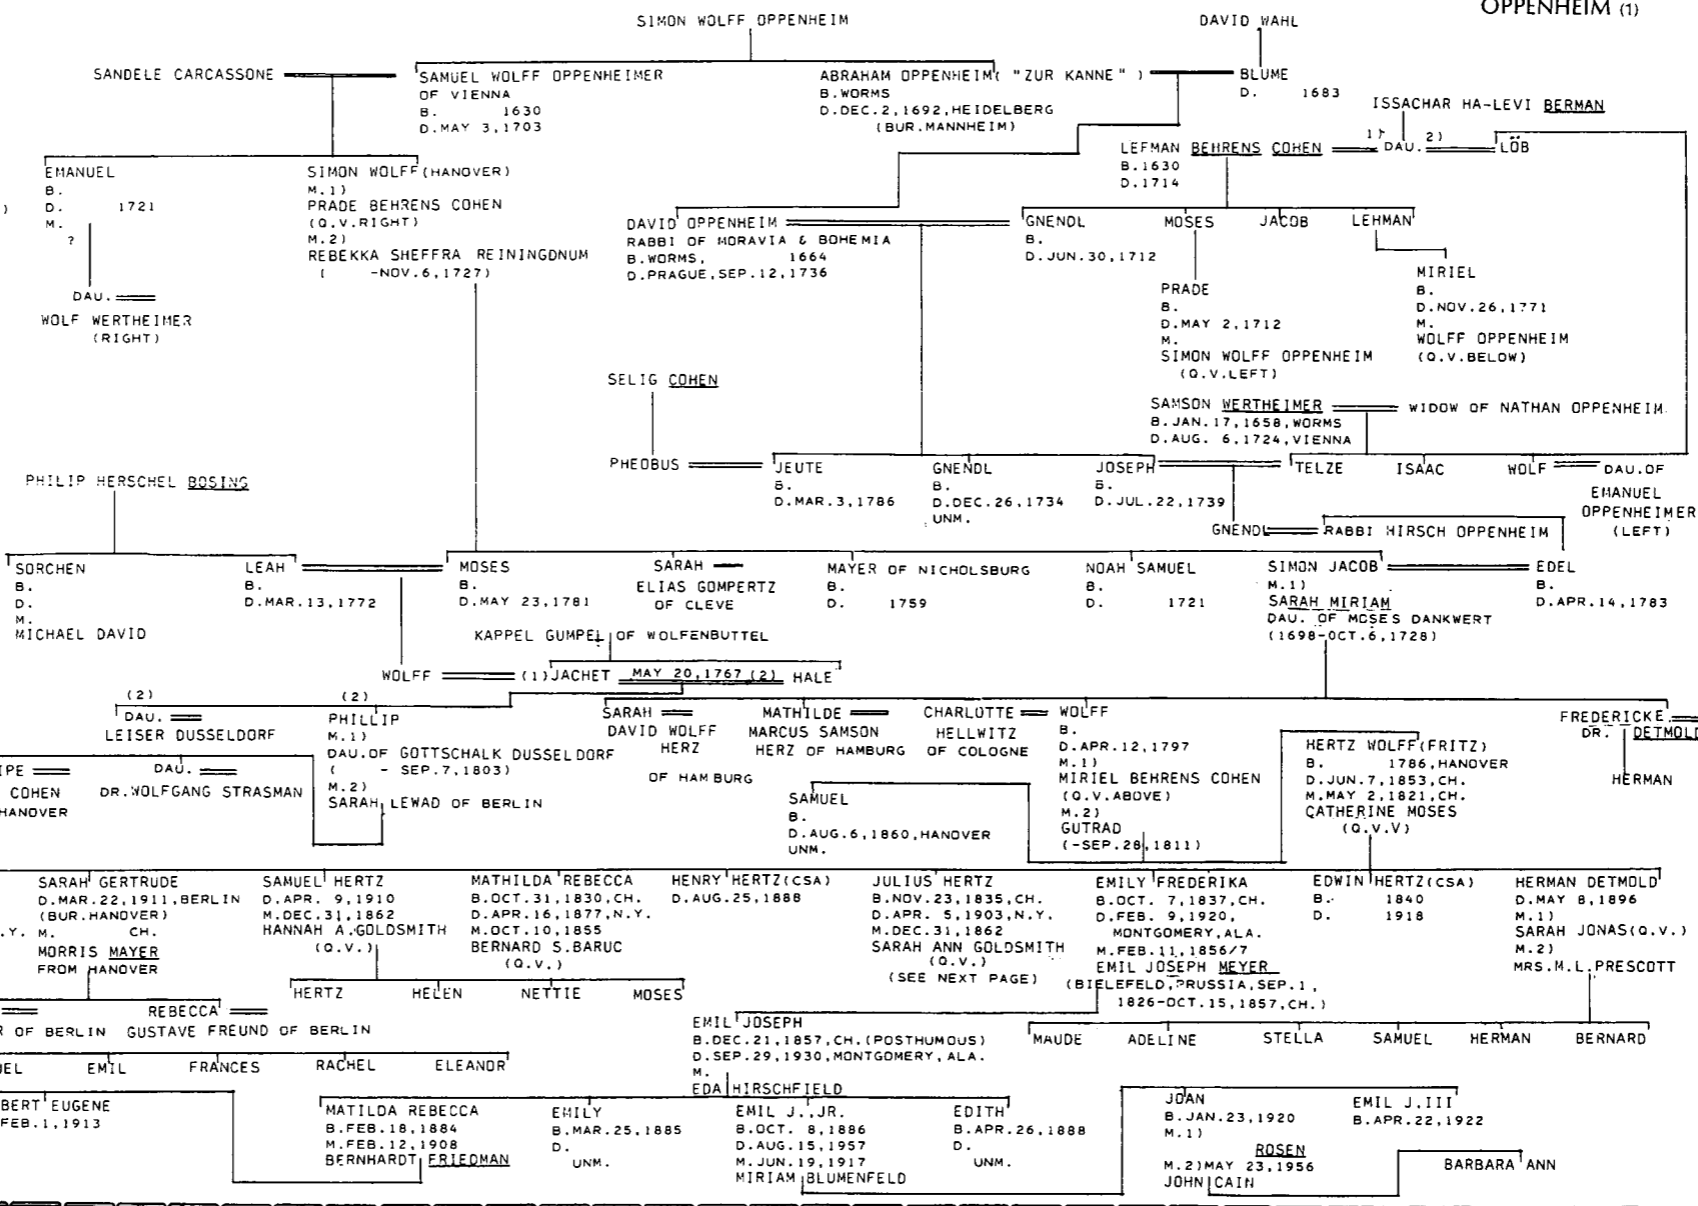 OPPENHEIM (1)
SIMON WOLFF OPPENHEIM
DAVID WAHL
SANDELE CARCASSONE
SAMUEL WOLFF OPPENHEIMER
OF VIENNA
B. 1630
D.MAY 3,1703
ABRAHAM OPPENHEIM( "ZUR KANNE" )
B.WORMS
D.DEC.2,1692,HEIDELBERG
(BUR.MANNHEIM)
BLUME
D. 1683
ISSACHAR HA-LEVI BERMAN
1) 2)
LEFMAN BEHRENS COHEN
B.1630
D.1714
DAU.
LÖB
EMANUEL
B.
D. 1721
M.
?
)
SIMON WOLFF(HANOVER)
M.1)
PRADE BEHRENS COHEN
(Q.V.RIGHT)
M.2)
REBEKKA SHEFFRA REININGDNUM
( -NOV.6,1727)
DAVID OPPENHEIM
RABBI OF MORAVIA & BOHEMIA
B.WORMS, 1664
D.PRAGUE,SEP.12,1736
GNENDL
B.
D.JUN.30,1712
MOSES
JACOB
LEHMAN
DAU.
WOLF WERTHEIMER
(RIGHT)
PRADE
B.
D.MAY 2,1712
M.
SIMON WOLFF OPPENHEIM
(Q.V.LEFT)
MIRIEL
B.
D.NOV.26,1771
M.
WOLFF OPPENHEIM
(Q.V.BELOW)
SELIG COHEN
SAMSON WERTHEIMER
B.JAN.17,1658,WORMS
D.AUG. 6,1724,VIENNA
WIDOW OF NATHAN OPPENHEIM.
PHEOBUS
JEUTE
B.
D.MAR.3,1786
GNENDL
B.
D.DEC.26,1734
UNM.
JOSEPH
B.
D.JUL.22,1739
TELZE
ISAAC
WOLF
DAU.OF
EMANUEL
OPPENHEIMER
(LEFT)
PHILIP HERSCHEL BOSING
GNENDL
RABBI HIRSCH OPPENHEIM
SORCHEN
B.
D.
M.
MICHAEL DAVID
LEAH
B.
D.MAR.13,1772
MOSES
B.
D.MAY 23,1781
SARAH
ELIAS GOMPERTZ
OF CLEVE
MAYER OF NICHOLSBURG
B.
D. 1759
NOAH SAMUEL
B.
D. 1721
SIMON JACOB
M.1)
SARAH MIRIAM
DAU. OF MOSES DANKWERT
(1698-OCT.6,1728)
EDEL
B.
D.APR.14,1783
KAPPEL GUMPEL OF WOLFENBUTTEL
WOLFF
(1)JACHET MAY 20,1767(2) HALE
(2)
DAU.
LEISER DUSSELDORF
(2)
PHILLIP
M.1)
DAU.OF GOTTSCHALK DUSSELDORF
( - SEP.7,1803)
M.2)
SARAH LEWAD OF BERLIN
SARAH
DAVID WOLFF
HERZ
OF HAMBURG
MATHILDE
MARCUS SAMSON
HERZ OF HAMBURG
CHARLOTTE
HELLWITZ
OF COLOGNE
WOLFF
B.
D.APR.12,1797
M.1)
MIRIEL BEHRENS COHEN
(Q.V.ABOVE)
M.2)
GUTRAD
(-SEP.28,1811)
FREDERICKE
DR. DETMOLD
HERMAN
HERTZ WOLFF(FRITZ)
B. 1786,HANOVER
D.JUN.7,1853,CH.
M.MAY 2,1821,CH.
CATHERINE MOSES
(Q.V.V)
IPE
COHEN
HANOVER
DAU.
DR.WOLFGANG STRASMAN
SAMUEL
B.
D.AUG.6,1860,HANOVER
UNM.
SARAH GERTRUDE
D.MAR.22,1911,BERLIN
(BUR.HANOVER)
.Y. M. CH.
MORRIS MAYER
FROM HANOVER
SAMUEL HERTZ
D.APR. 9,1910
M.DEC.31,1862
HANNAH A.GOLDSMITH
(Q.V.)
MATHILDA REBECCA
B.OCT.31,1830,CH.
D.APR.16,1877,N.Y.
M.OCT.10,1855
BERNARD S.BARUC
(Q.V.)
HENRY HERTZ(CSA)
D.AUG.25,1888
JULIUS HERTZ
B.NOV.23,1835,CH.
D.APR. 5,1903,N.Y.
M.DEC.31,1862
SARAH ANN GOLDSMITH
(Q.V.)
(SEE NEXT PAGE)
EMILY FREDERIKA
B.OCT. 7,1837,CH.
D.FEB. 9,1920,
MONTGOMERY,ALA.
M.FEB.11,1856/7
EMIL JOSEPH MEYER
(BIELEFELD,PRUSSIA,SEP.1,
1826-OCT.15,1857,CH.)
EDWIN HERTZ(CSA)
B. 1840
D. 1918
HERMAN DETMOLD
D.MAY 8,1896
M.1)
SARAH JONAS(Q.V.)
M.2)
MRS.M.L.PRESCOTT
HERTZ
HELEN
NETTIE
MOSES
REBECCA
R OF BERLIN GUSTAVE FREUND OF BERLIN
EMIL JOSEPH
B.DEC.21,1857,CH.(POSTHUMOUS)
D.SEP.29,1930,MONTGOMERY,ALA.
M.
EDA HIRSCHFIELD
MAUDE
ADELINE
STELLA
SAMUEL
HERMAN
BERNARD
UEL
EMIL
FRANCES
RACHEL
ELEANOR
BERT EUGENE
FEB.1,1913
MATILDA REBECCA
B.FEB.18,1884
M.FEB.12,1908
BERNHARDT FRIEDMAN
EMILY
B.MAR.25,1885
D.
UNM.
EMIL J.,JR.
B.OCT. 8,1886
D.AUG.15,1957
M.JUN.19,1917
MIRIAM BLUMENFELD
EDITH
B.APR.26,1888
D.
UNM.
JOAN
B.JAN.23,1920
M.1)
ROSEN
M.2)MAY 23,1956
JOHN CAIN
EMIL J.III
B.APR.22,1922
BARBARA ANN